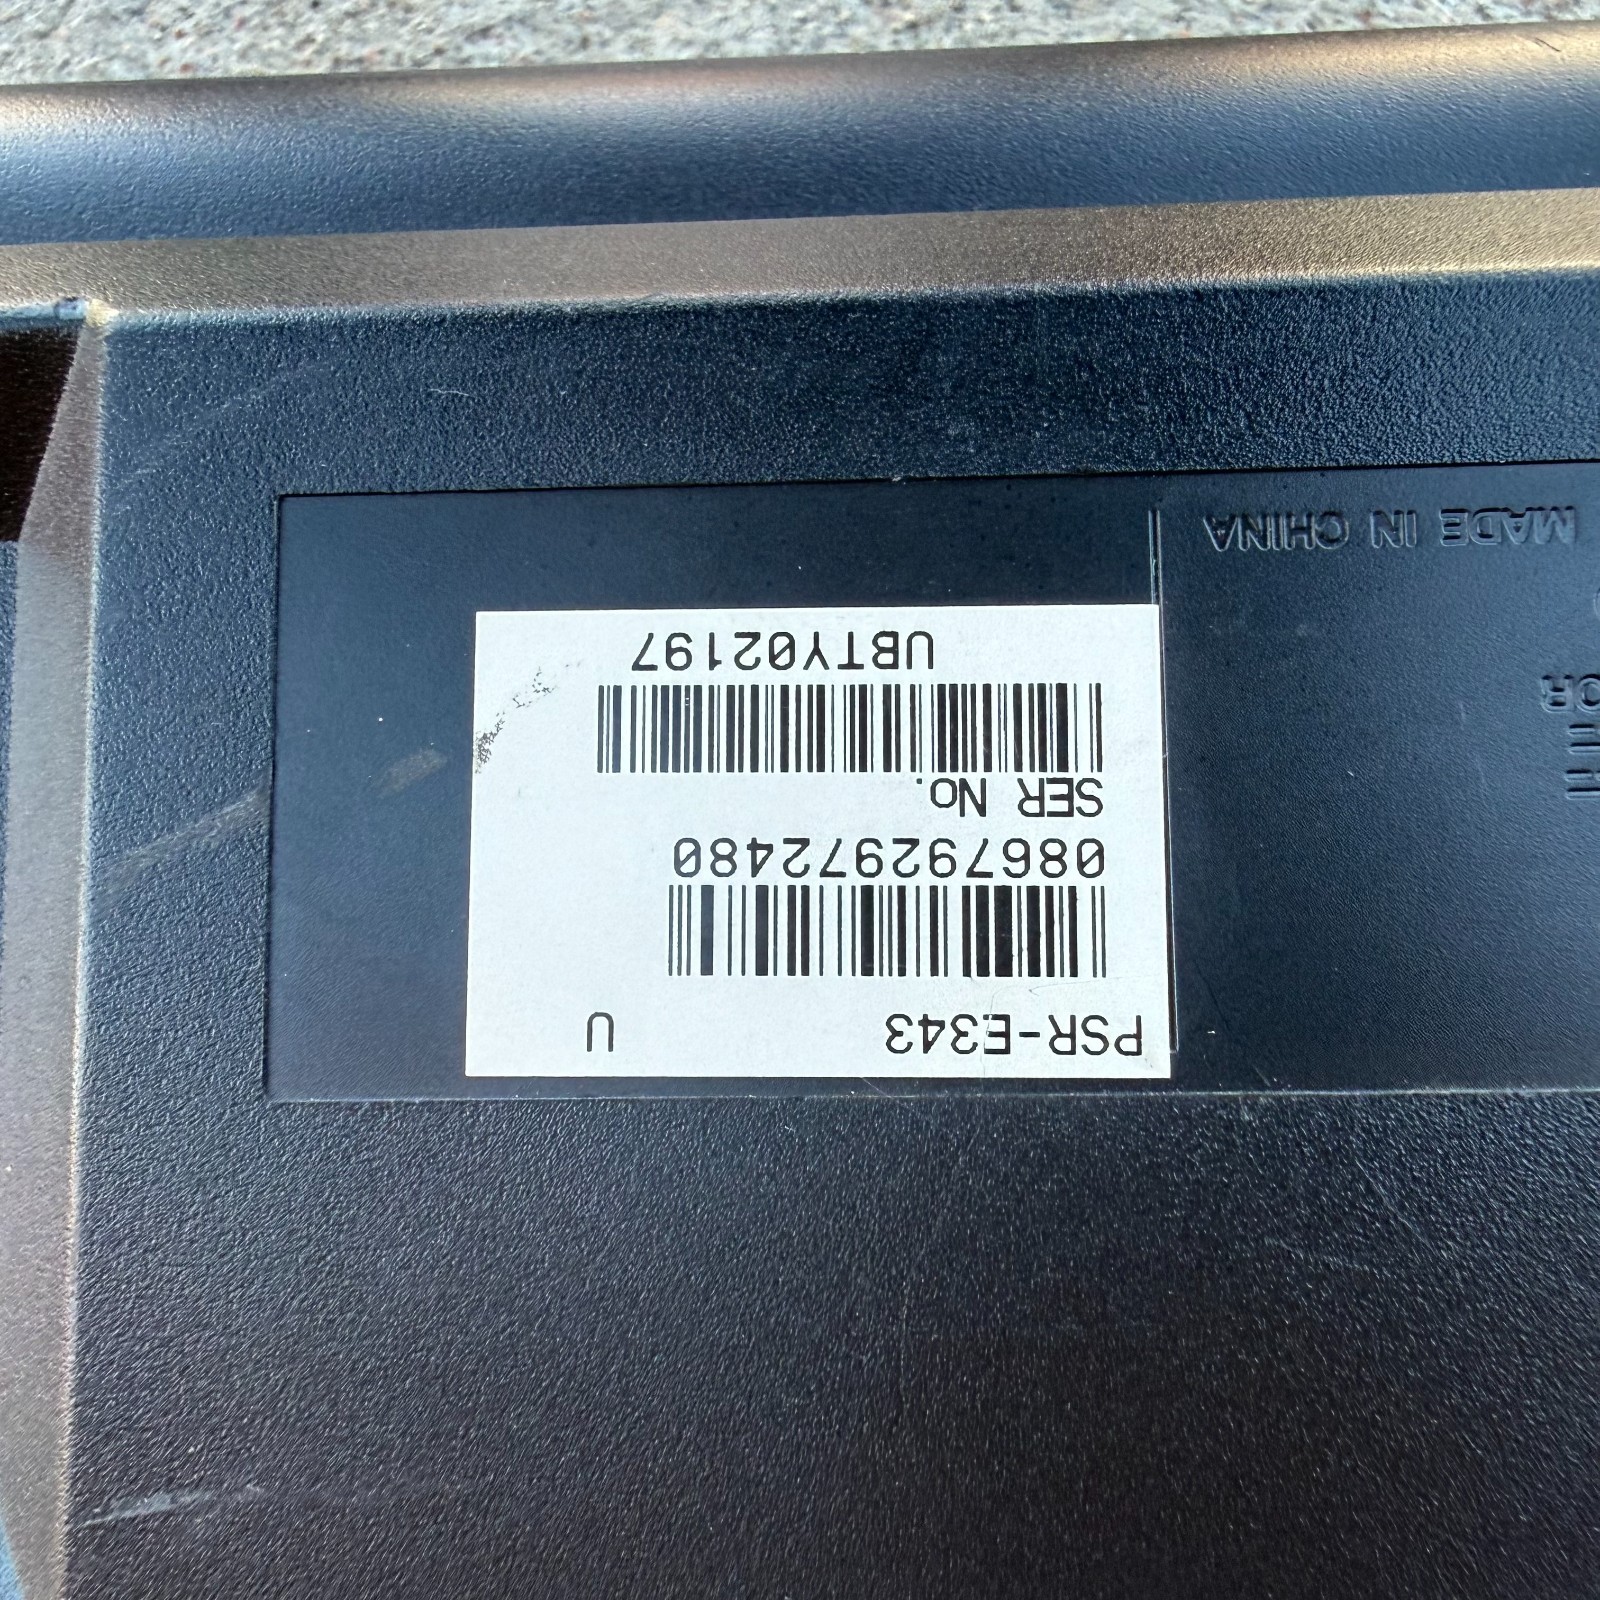 PSR-E343 U
086792972480
SER No.
UBTY02197
MADE IN CHINA